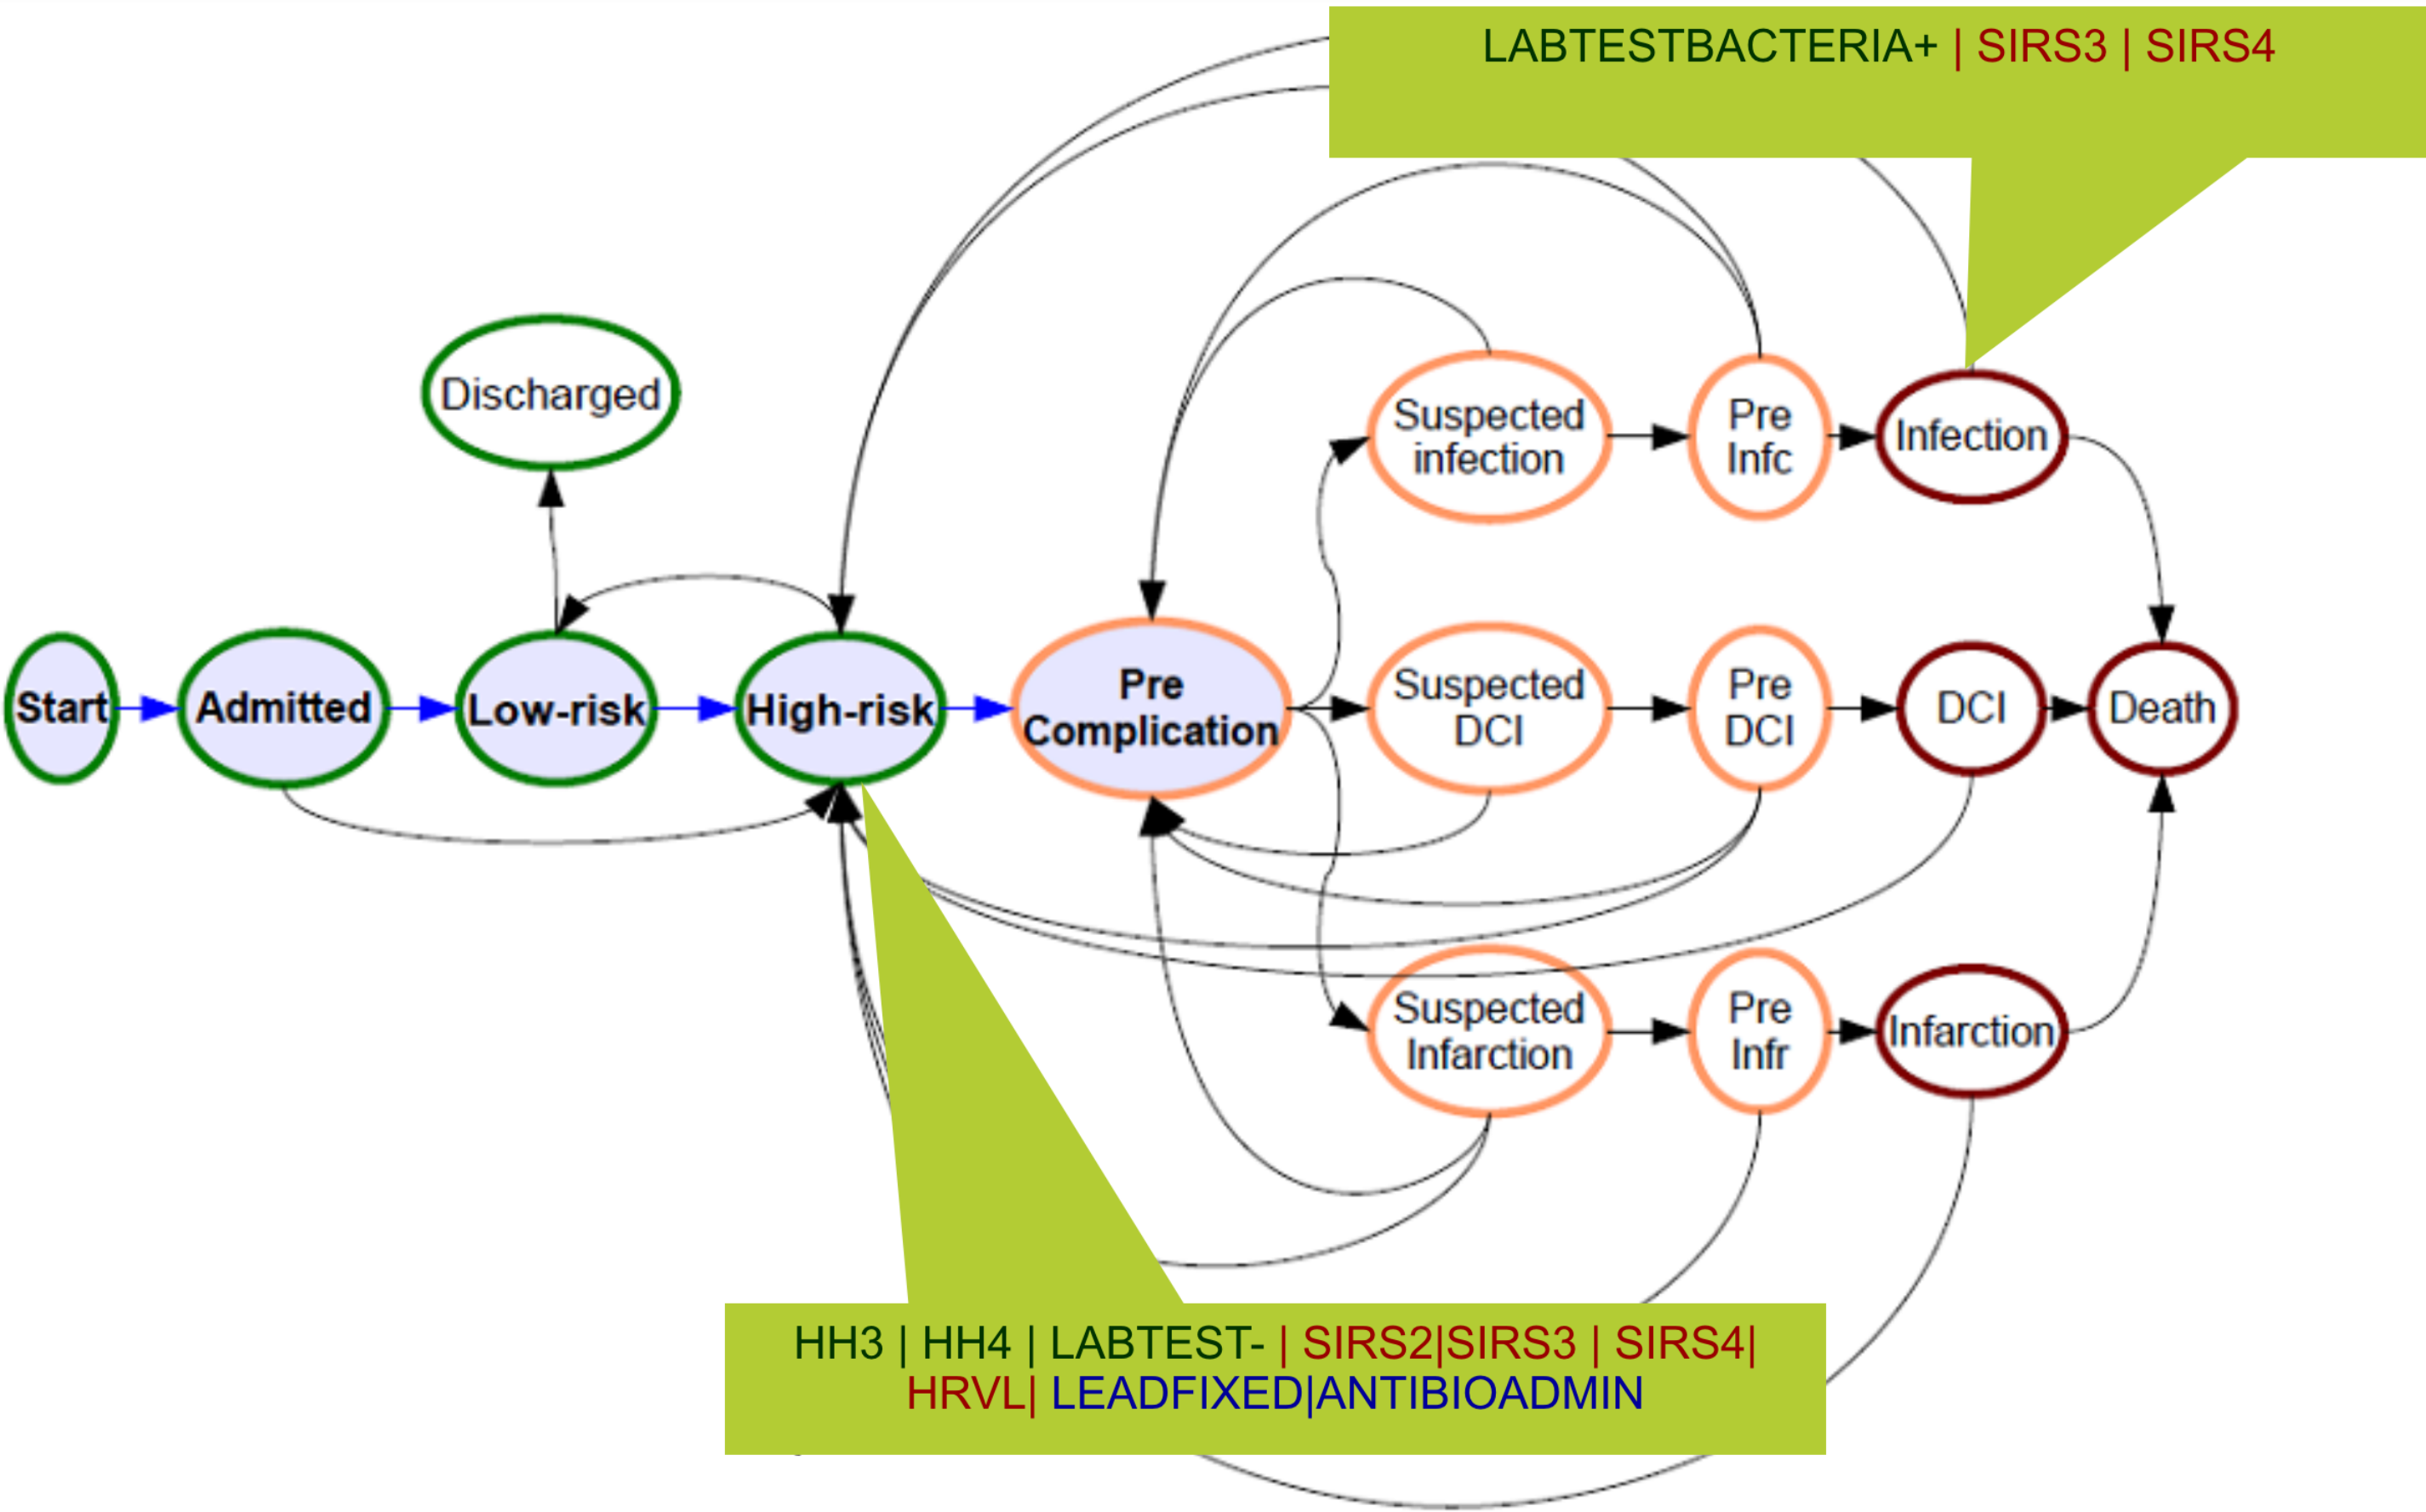 LABTESTBACTERIA+ | SIRS3 | SIRS4
Discharged
Suspected
infection
Pre
Infc
Infection
Start
Admitted
Low-risk
High-risk
Pre
Complication
Suspected
DCI
Pre
DCI
DCI
Death
Suspected
Infarction
Pre
Infr
Infarction
HH3 | HH4 | LABTEST- | SIRS2|SIRS3 | SIRS4|
HRVL| LEADFIXED|ANTIBIOADMIN